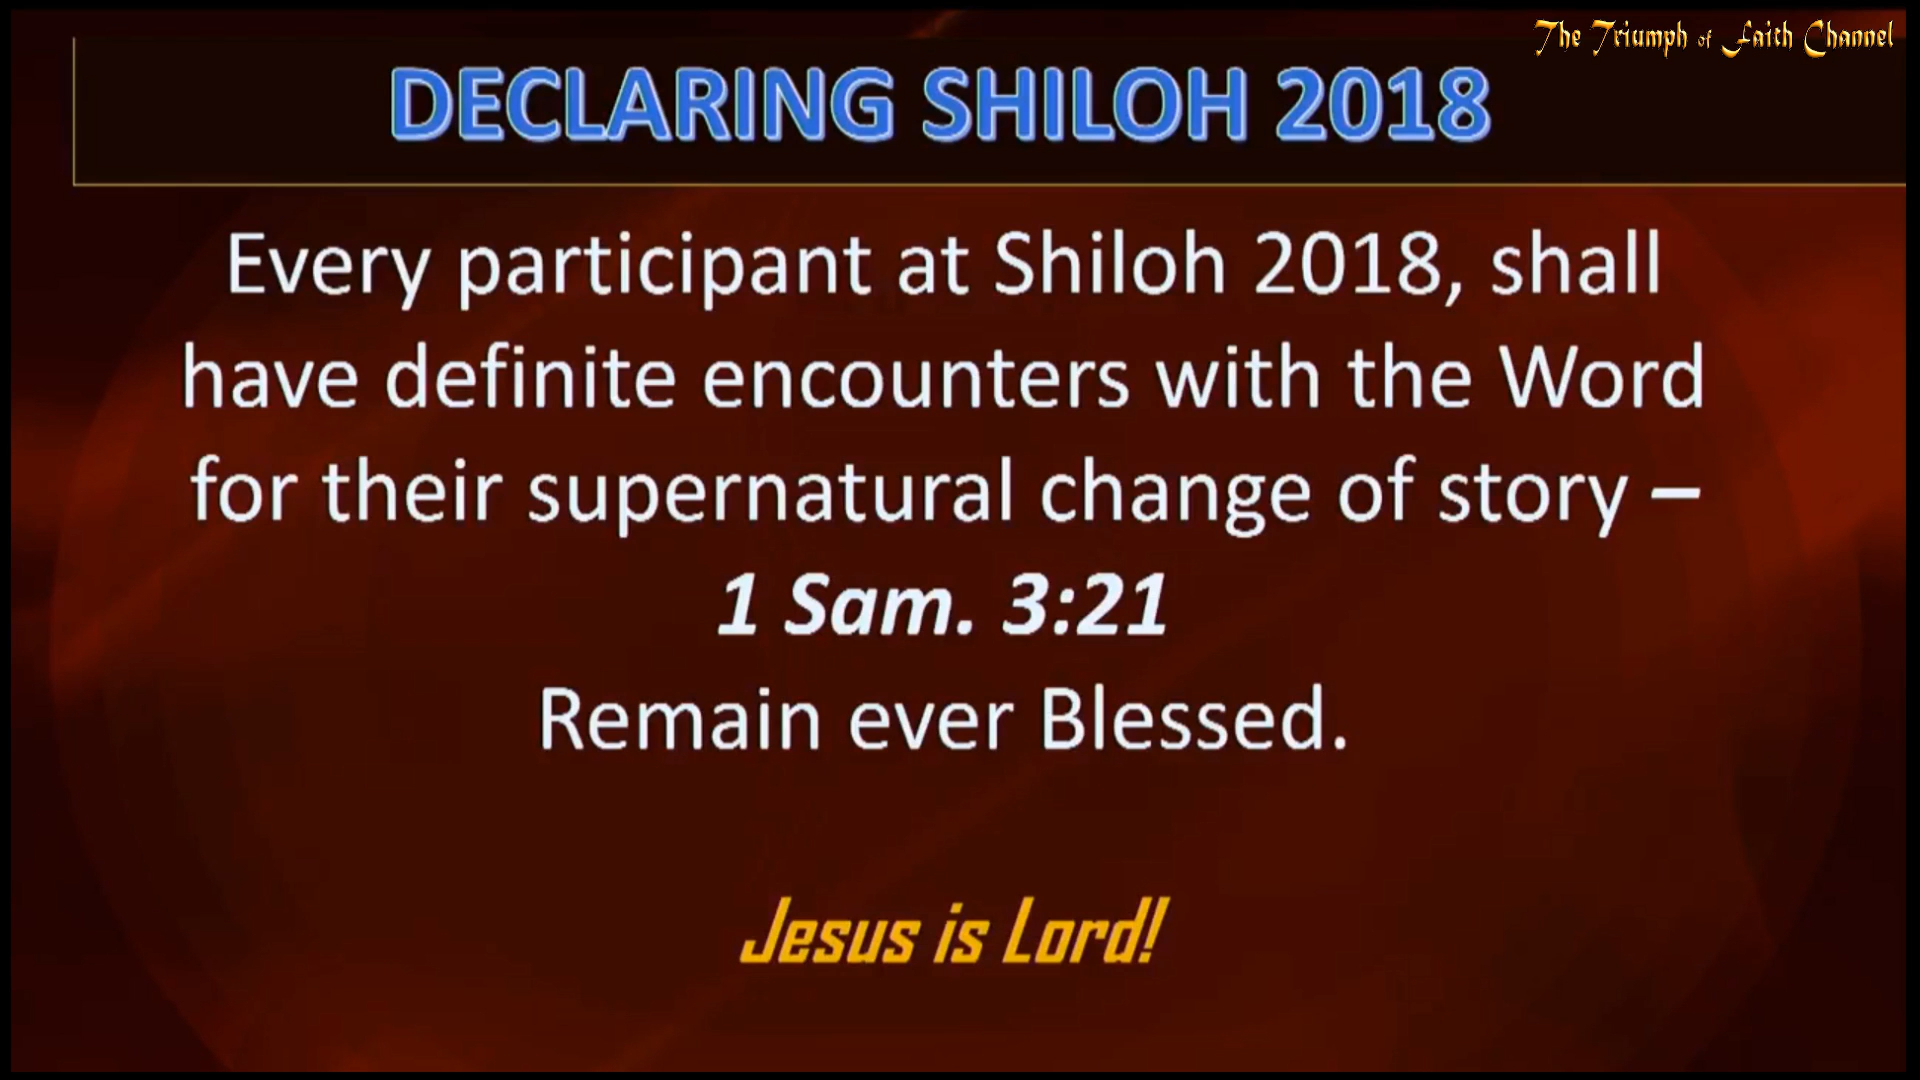 The Triumph of Faith Channel
DECLARING SHILOH 2018
Every participant at Shiloh 2018, shall
have definite encounters with the Word
for their supernatural change of story –
1 Sam. 3:21
Remain ever Blessed.
Jesus is Lord!